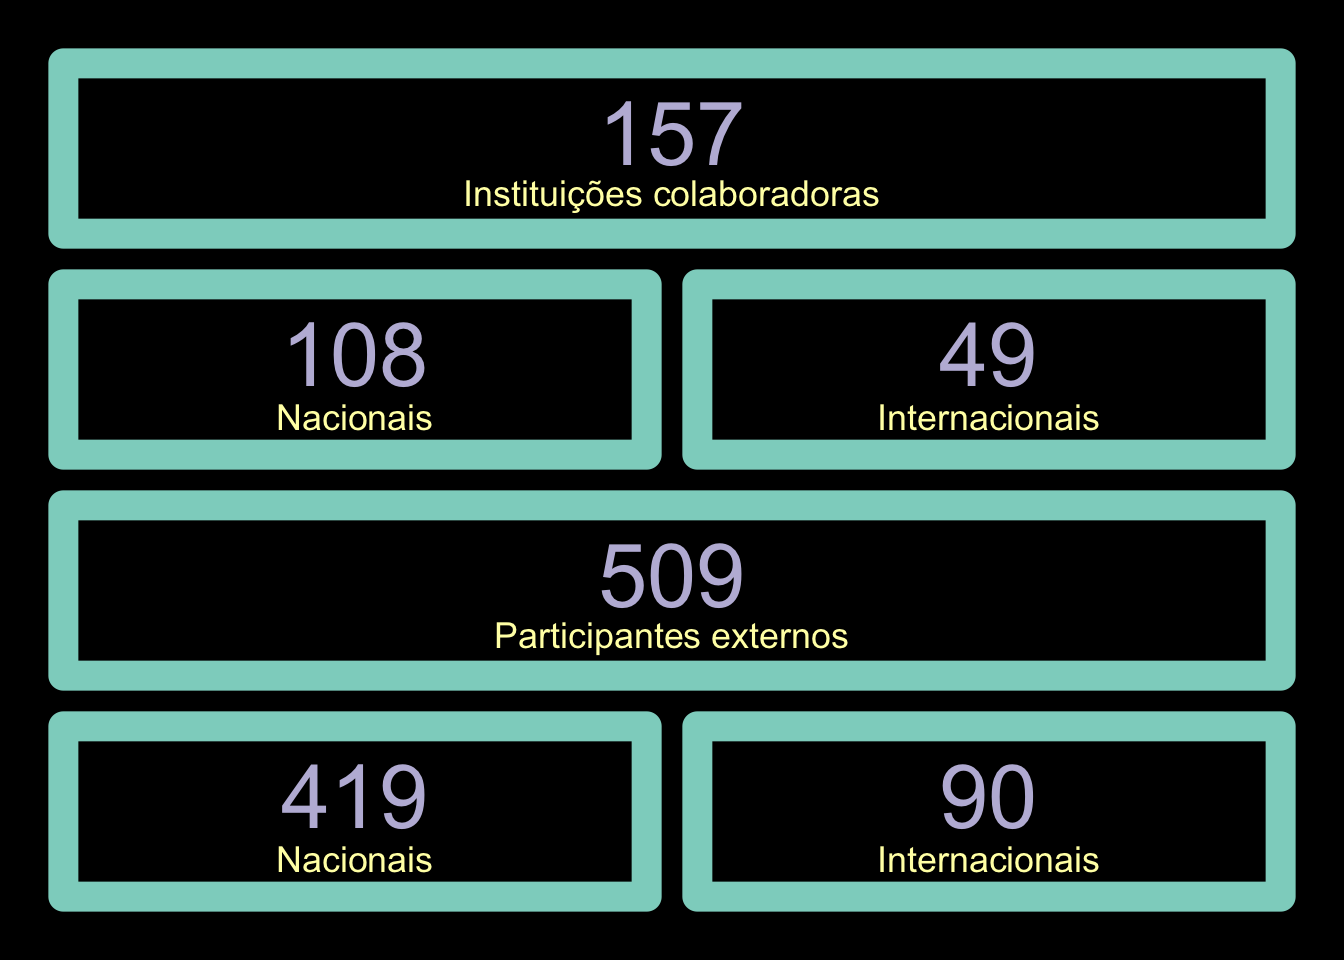 157
Instituições colaboradoras
108
Nacionais
49
Internacionais
509
Participantes externos
419
Nacionais
90
Internacionais